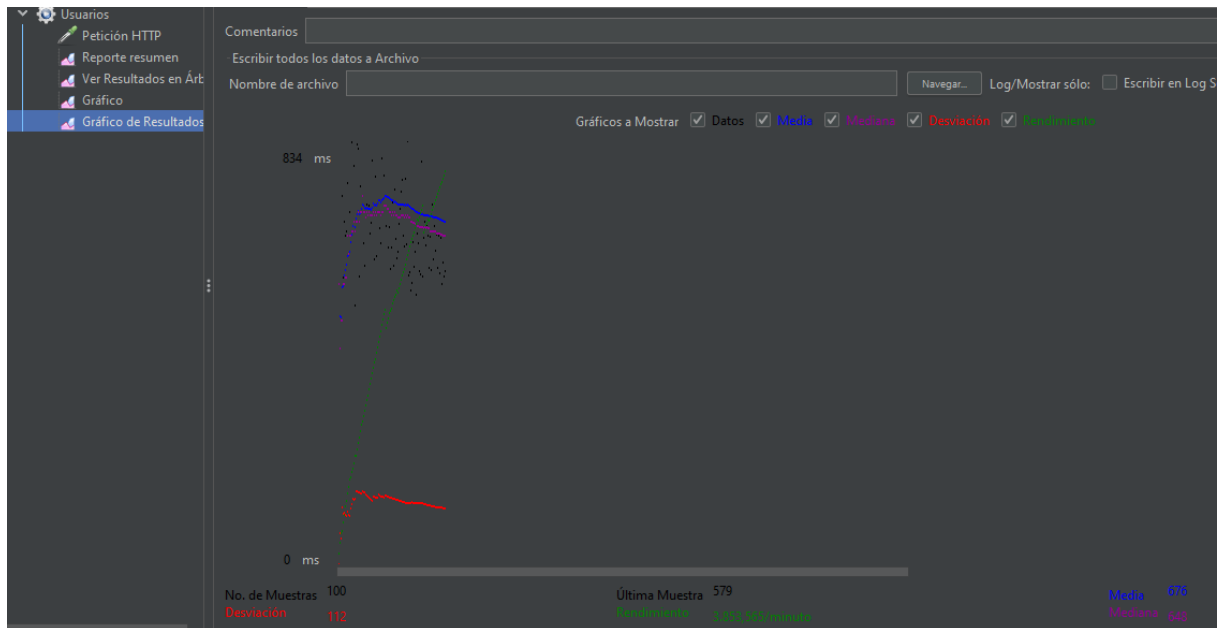 Usuarios
Petición HTTP
Reporte resumen
Ver Resultados en Árb
Gráfico
Gráfico de Resultados
Comentarios
Escribir todos los datos a Archivo
Nombre de archivo Navegar... Log/Mostrar sólo: Escribir en Log S
Gráficos a Mostrar Datos Media Mediana Desviación Rendimiento
834 ms
0 ms
No. de Muestras 100 Última Muestra 579 Media 676
Desviación 112 Rendimiento 3.853,565/minuto Mediana